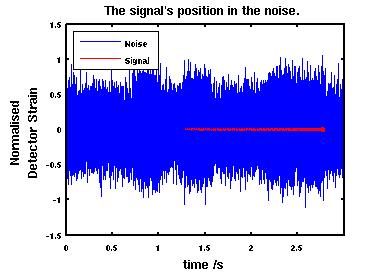 The signal's position in the noise.
1.5
Noise
Signal
1
0.5
0
-0.5
-1
-1.5
Normalised
Detector Strain
0 0.5 1 1.5 2 2.5
time /s